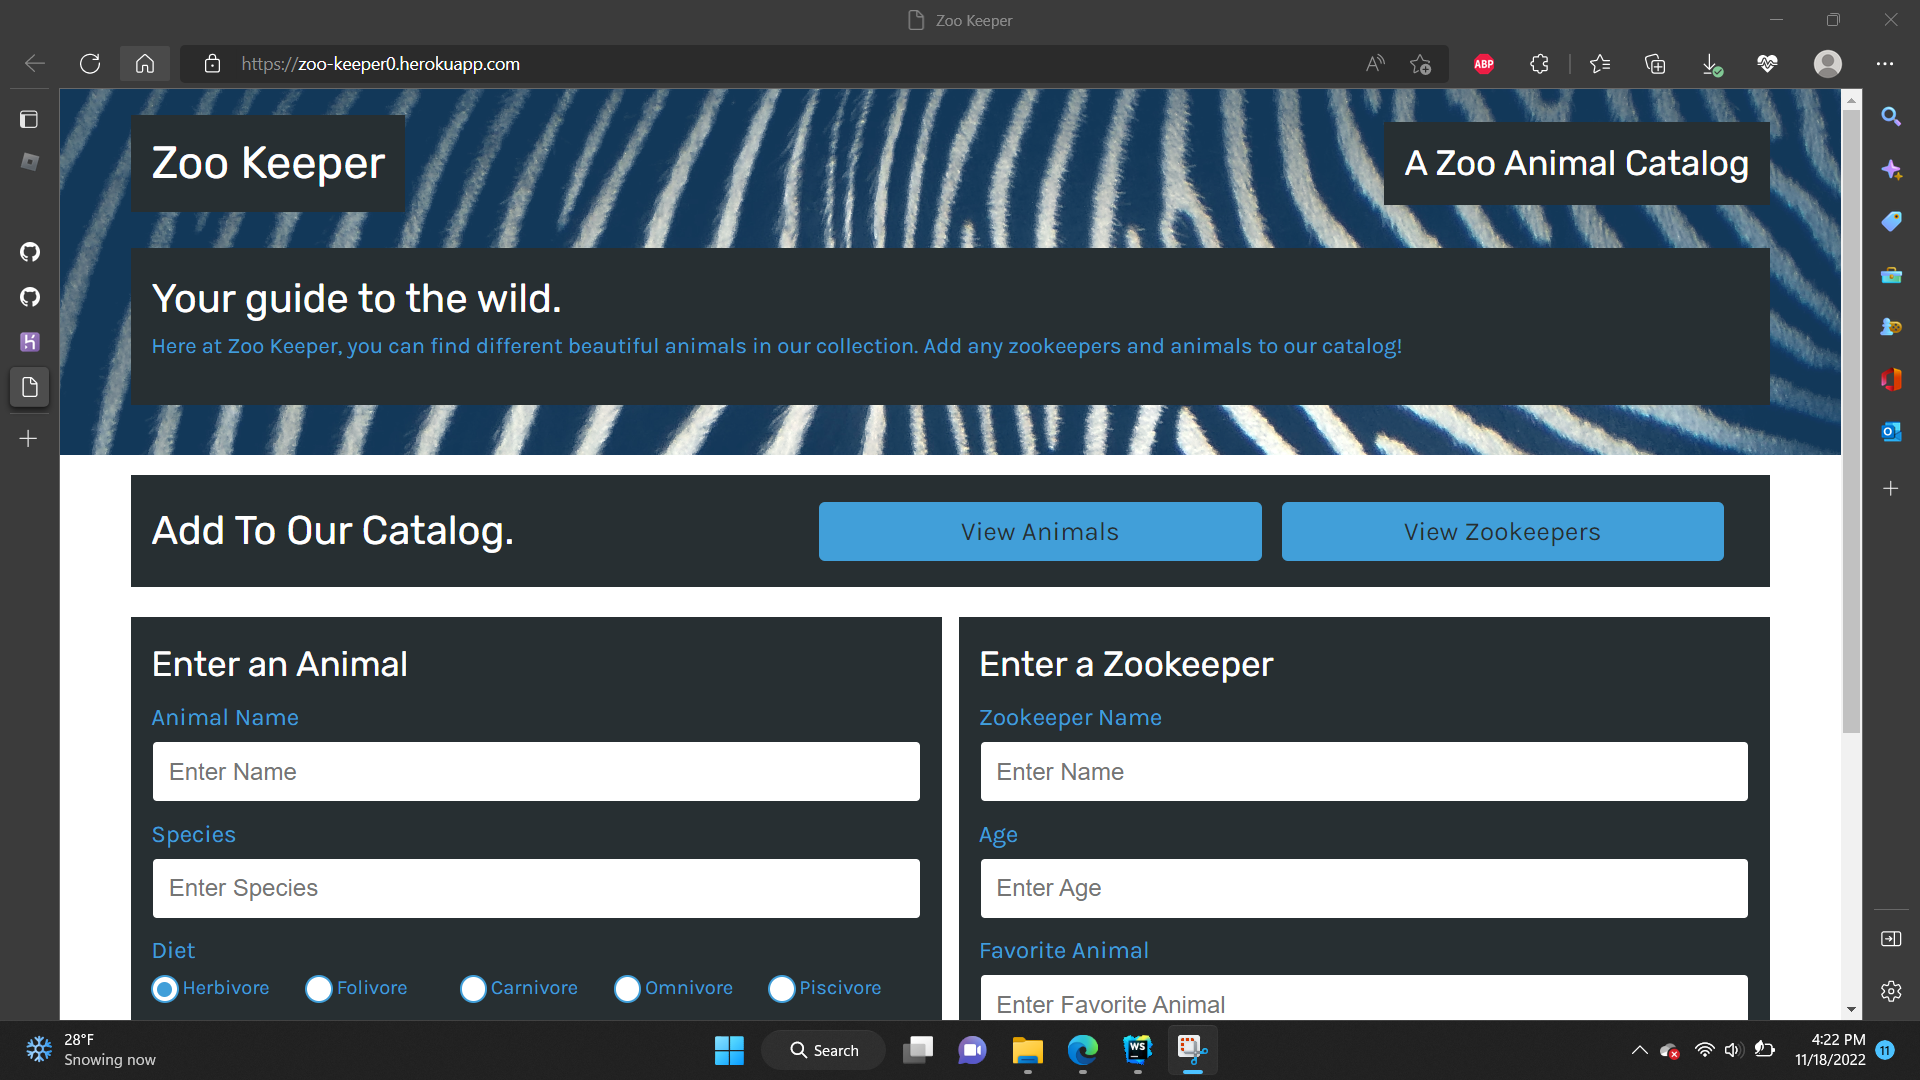 Zoo Keeper
https://zoo-keeper0.herokuapp.com
ABP
Zoo Keeper
A Zoo Animal Catalog
Your guide to the wild.
Here at Zoo Keeper, you can find different beautiful animals in our collection. Add any zookeepers and animals to our catalog!
Add To Our Catalog.
View Animals
View Zookeepers
Enter an Animal
Animal Name
Enter Name
Species
Enter Species
Diet
Herbivore Folivore Carnivore Omnivore Piscivore
Enter a Zookeeper
Zookeeper Name
Enter Name
Age
Enter Age
Favorite Animal
Enter Favorite Animal
28°F
Snowing now
Search
WS
4:22 PM
11/18/2022
11